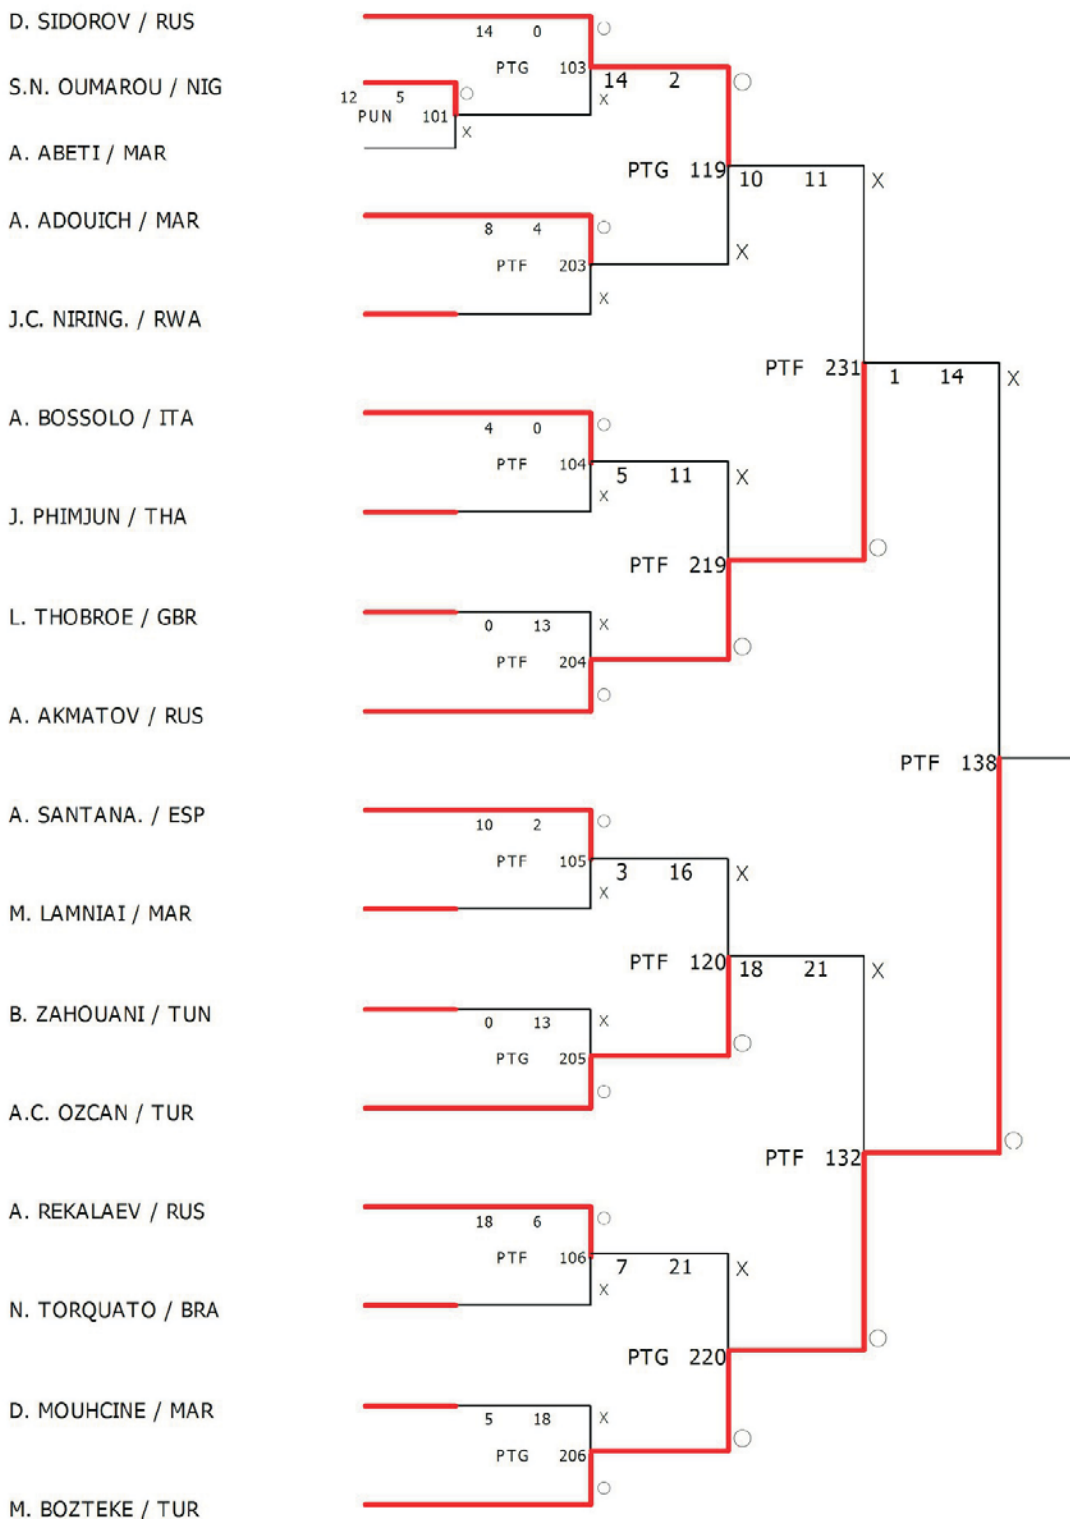 D. SIDOROV / RUS
14 0
PTG 103
14 2
S.N. OUMAROU / NIG
12 5
PUN 101
X
X
A. ABETI / MAR
PTG 119
10 11
X
A. ADOUICH / MAR
8 4
PTF 203
X
X
J.C. NIRING. / RWA
PTF 231
1 14
X
A. BOSSOLO / ITA
4 0
PTF 104
5 11
X
X
J. PHIMJUN / THA
PTF 219
L. THOBROE / GBR
0 13
X
PTF 204
A. AKMATOV / RUS
PTF 138
A. SANTANA. / ESP
10 2
PTF 105
3 16
X
X
M. LAMNIAI / MAR
PTF 120
18 21
X
B. ZAHOUANI / TUN
0 13
X
PTG 205
A.C. OZCAN / TUR
PTF 132
A. REKALAEV / RUS
18 6
PTF 106
7 21
X
X
N. TORQUATO / BRA
PTG 220
D. MOUHCINE / MAR
5 18
X
PTG 206
M. BOZTEKE / TUR